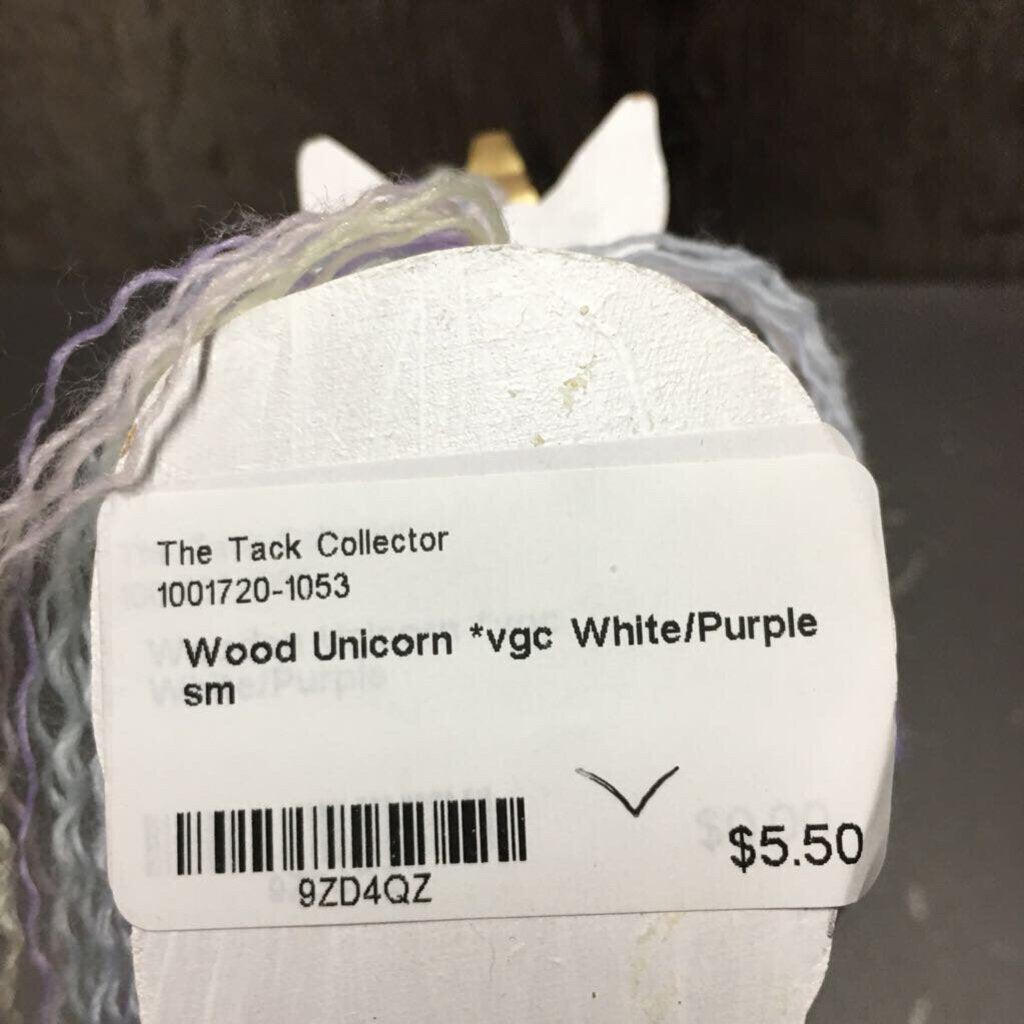 The Tack Collector
1001720-1053
Wood Unicorn *vgc White/Purple
sm
$5.50
9ZD4QZ